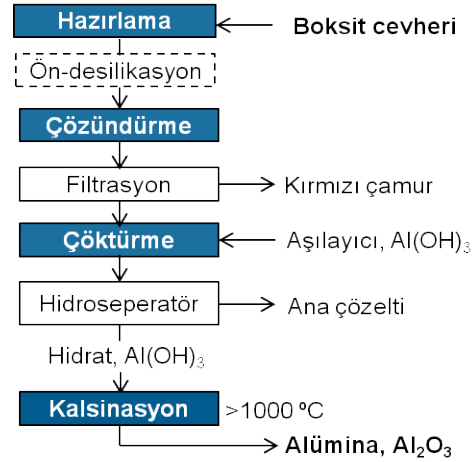 Hazırlama
Boksit cevheri
Ön-desilikasyon
Çözündürme
Filtrasyon
Kırmızı çamur
Çöktürme
Aşılayıcı, Al(OH)₃
Hidroseperatör
Ana çözelti
Hidrat, Al(OH)₃
Kalsinasyon
>1000 ºC
Alümina, Al₂O₃